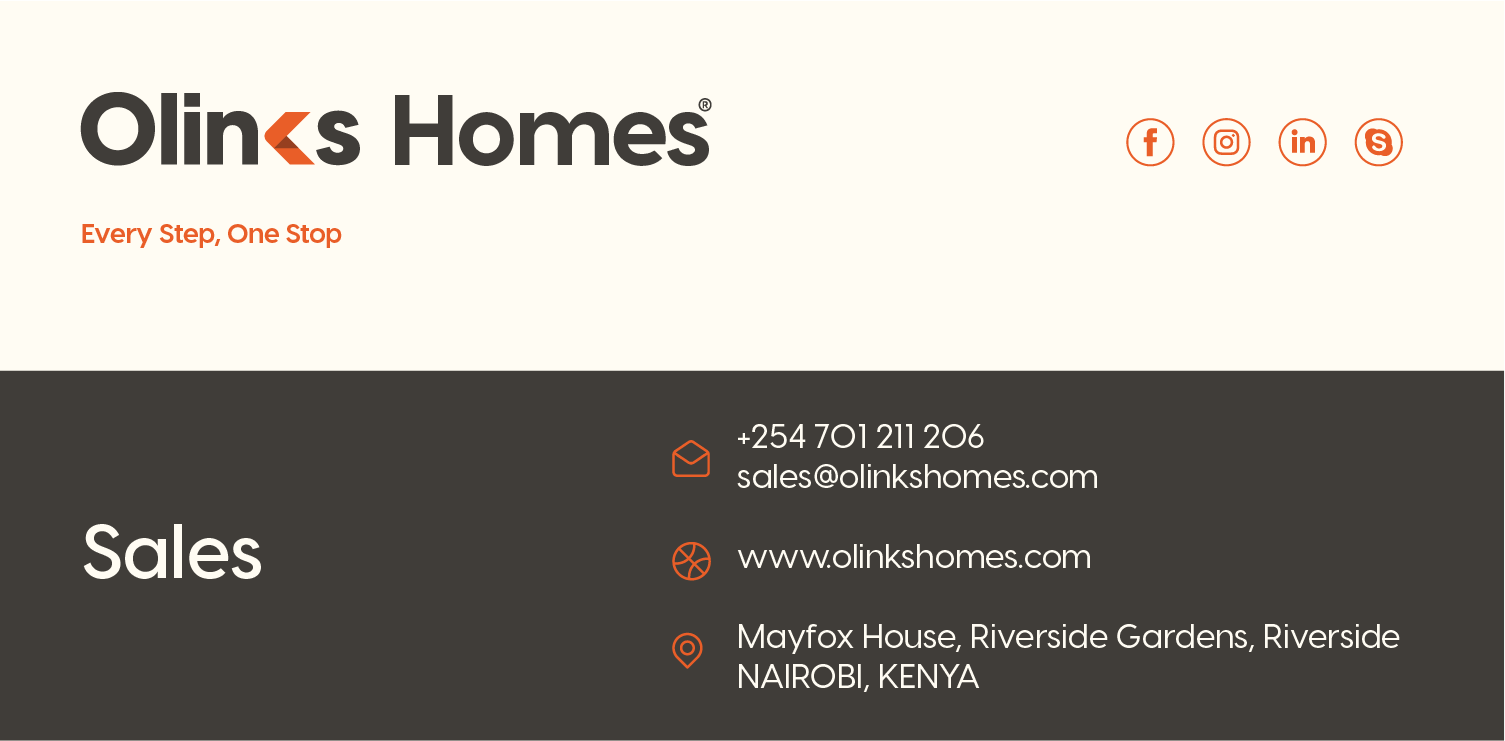 Olinks Homes®
Every Step, One Stop
Sales
+254 701 211 206
sales@olinkshomes.com
www.olinkshomes.com
Mayfox House, Riverside Gardens, Riverside
NAIROBI, KENYA